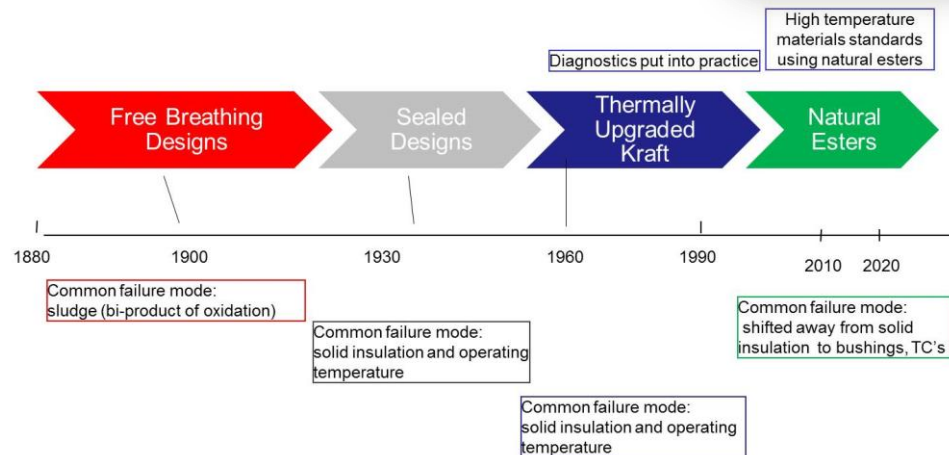 High temperature
materials standards
using natural esters
Diagnostics put into practice
Free Breathing
Designs
Sealed
Designs
Thermally
Upgraded
Kraft
Natural
Esters
1880
1900
1930
1960
1990
2010
2020
Common failure mode:
sludge (bi-product of oxidation)
Common failure mode:
solid insulation and operating
temperature
Common failure mode:
solid insulation and operating
temperature
Common failure mode:
shifted away from solid
insulation to bushings, TC's